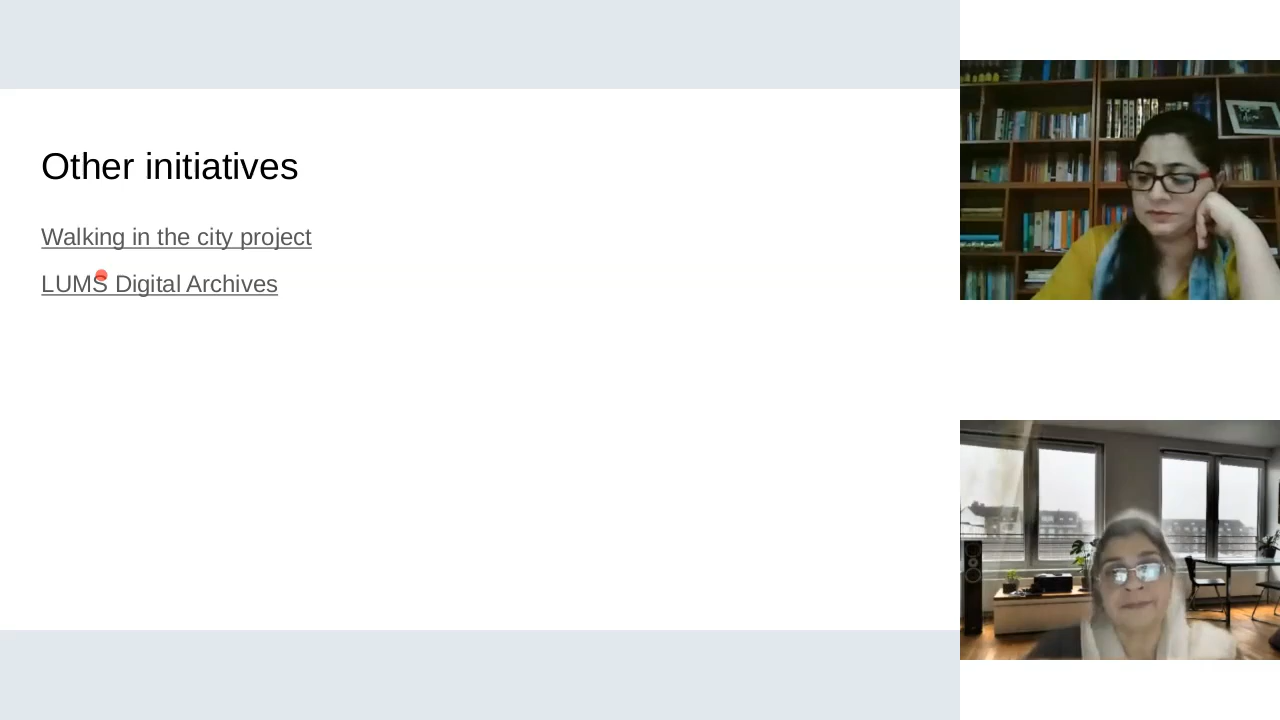 Other initiatives
Walking in the city project
LUMS Digital Archives